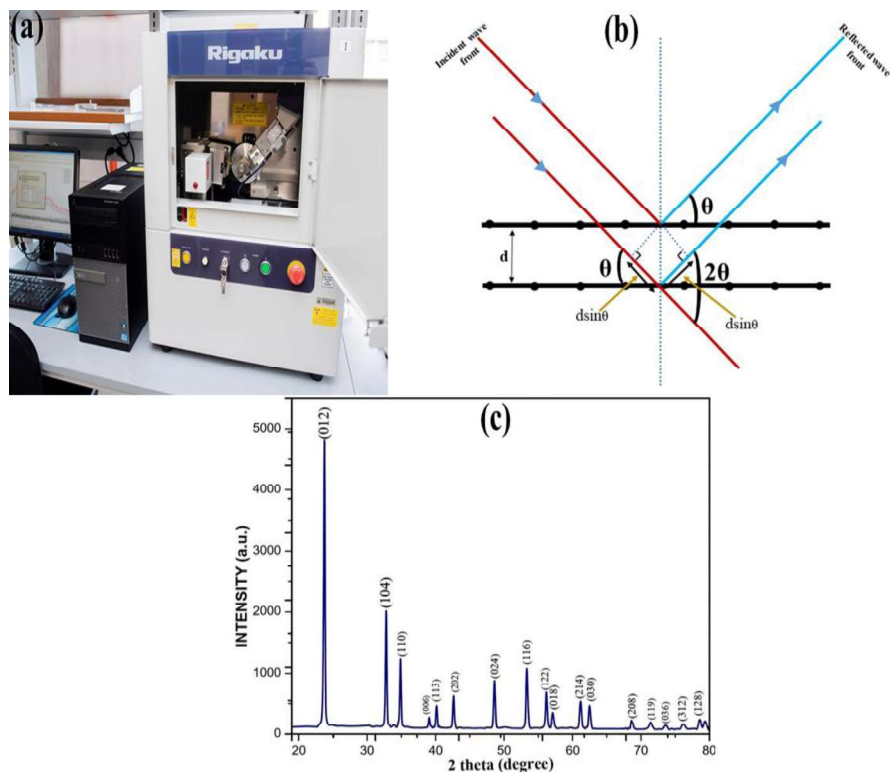 (a)
Rigaku
I
(b)
Incident wave
front
Reflected wave
front
θ
d
θ
2θ
dsinθ
dsinθ
(c)
INTENSITY (a.u.)
5000
4000
3000
2000
1000
0
(012)
(104)
(110)
(006)
(113)
(202)
(024)
(116)
(122)
(018)
(214)
(030)
(208)
(119)
(036)
(312)
(128)
20 30 40 50 60 70 80
2 theta (degree)